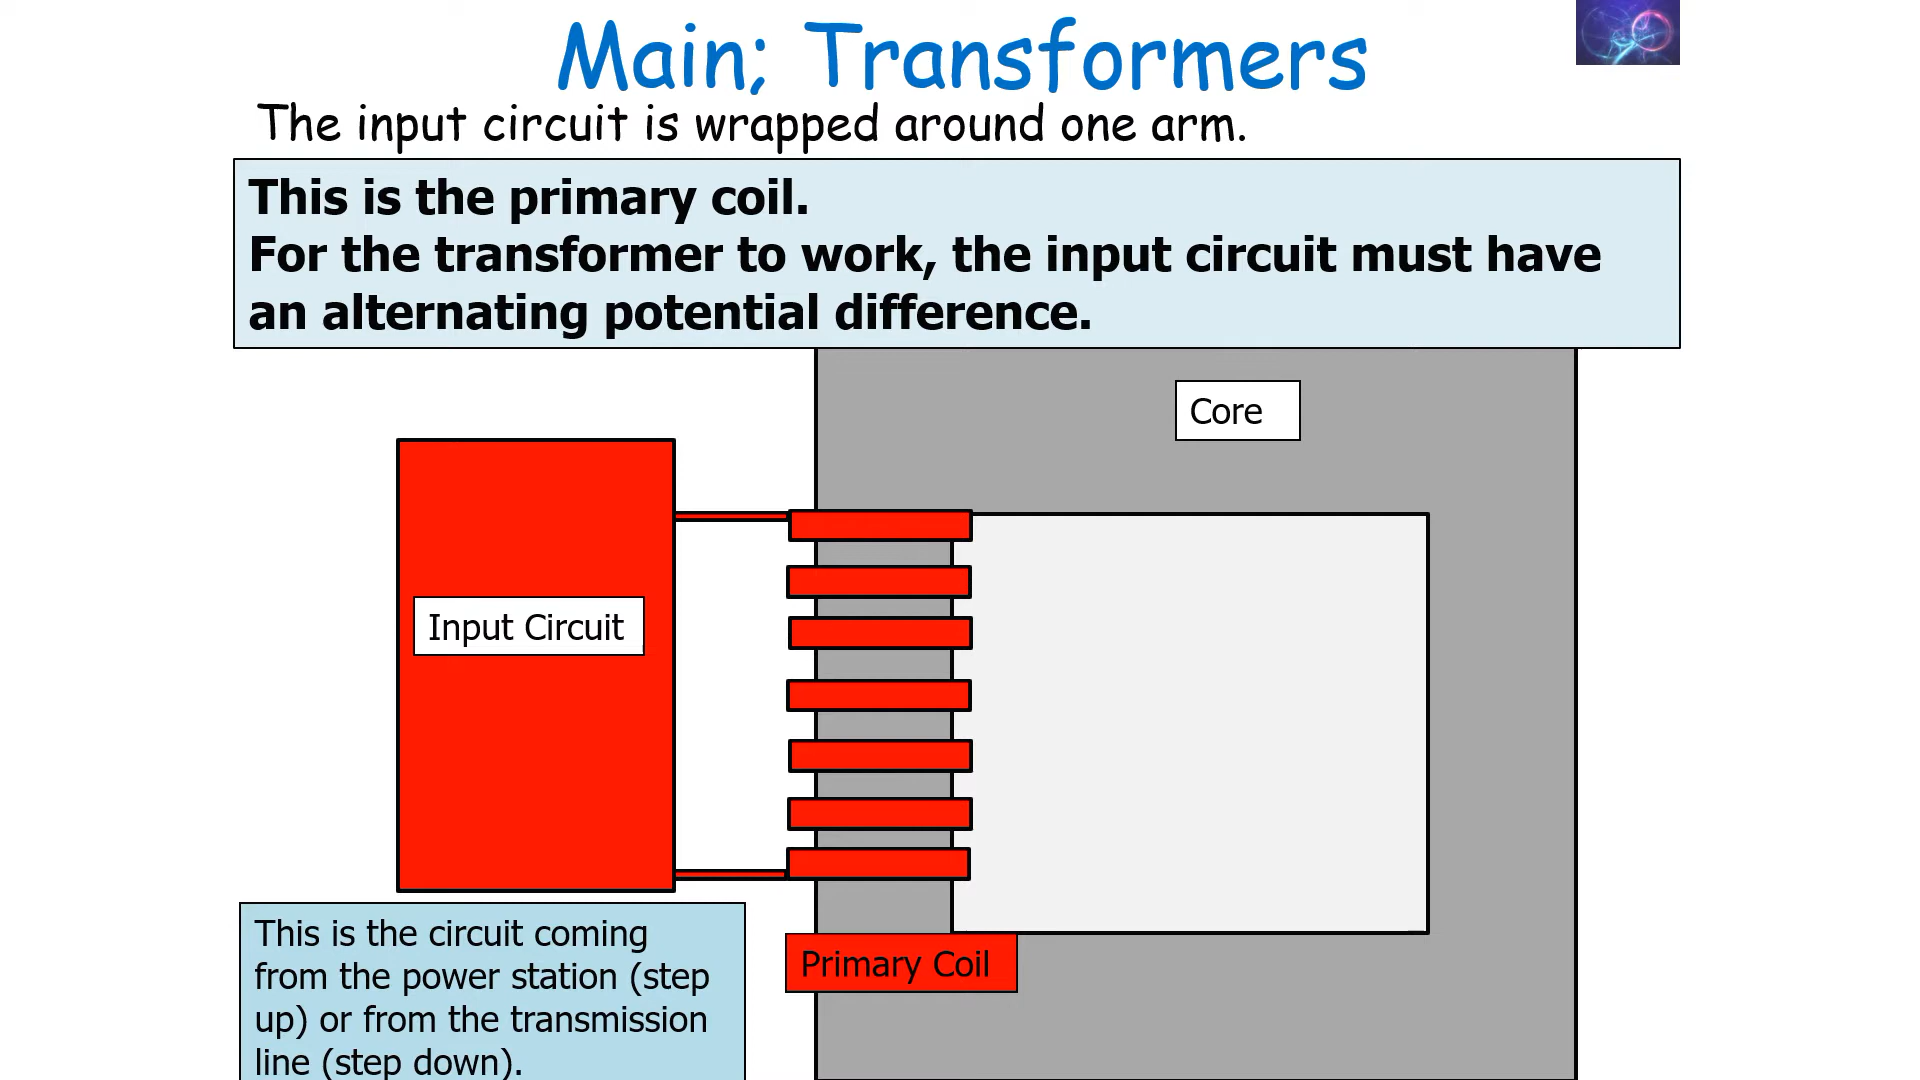 Main; Transformers
The input circuit is wrapped around one arm.
This is the primary coil.
For the transformer to work, the input circuit must have
an alternating potential difference.
Core
Input Circuit
Primary Coil
This is the circuit coming
from the power station (step
up) or from the transmission
line (step down).